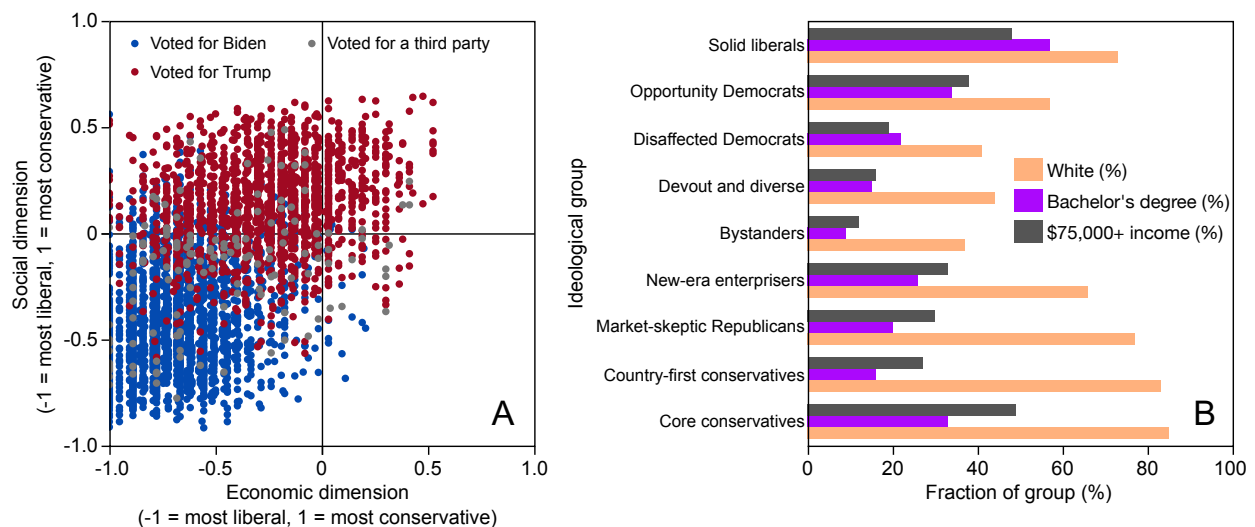 1.0
Voted for Biden
Voted for a third party
Voted for Trump
0.5
0
-0.5
-1.0
-1.0
-0.5
0
0.5
1.0
Social dimension
(-1 = most liberal, 1 = most conservative)
Economic dimension
(-1 = most liberal, 1 = most conservative)
A
Ideological group
Solid liberals
Opportunity Democrats
Disaffected Democrats
Devout and diverse
Bystanders
New-era enterprisers
Market-skeptic Republicans
Country-first conservatives
Core conservatives
White (%)
Bachelor's degree (%)
$75,000+ income (%)
B
0
20
40
60
80
100
Fraction of group (%)